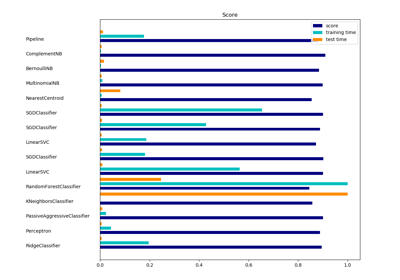 Score
score
training time
test time
Pipeline
ComplementNB
BernoulliNB
MultinomialNB
NearestCentroid
SGDClassifier
SGDClassifier
LinearSVC
SGDClassifier
LinearSVC
RandomForestClassifier
KNeighborsClassifier
PassiveAggressiveClassifier
Perceptron
RidgeClassifier
0.0 0.2 0.4 0.6 0.8 1.0